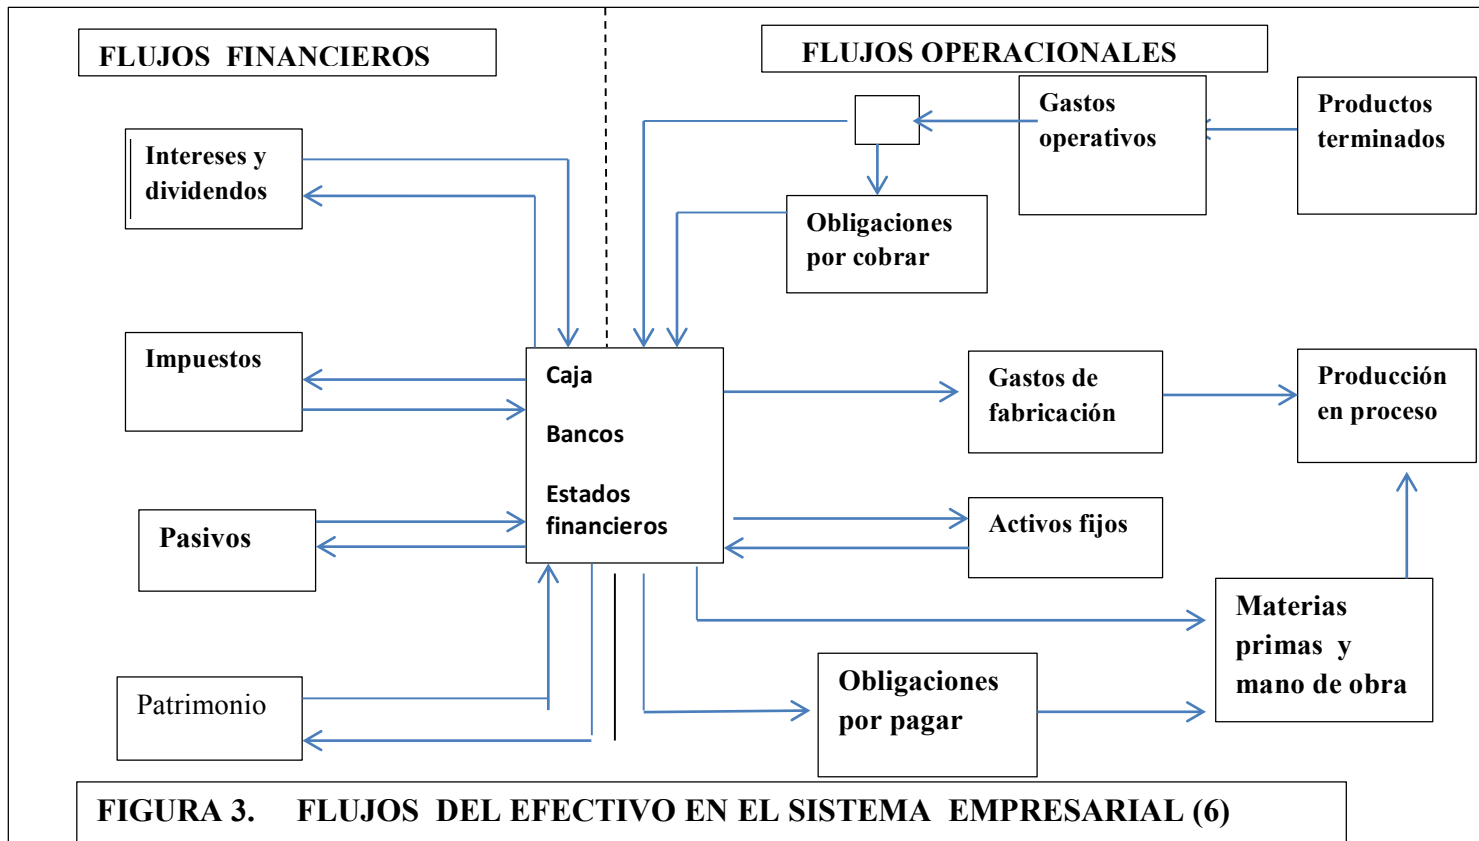 FLUJOS FINANCIEROS
FLUJOS OPERACIONALES
Gastos
operativos
Productos
terminados
Intereses y
dividendos
Obligaciones
por cobrar
Impuestos
Caja
Bancos
Estados
financieros
Gastos de
fabricación
Producción
en proceso
Pasivos
Activos fijos
Materias
primas y
mano de obra
Patrimonio
Obligaciones
por pagar
FIGURA 3. FLUJOS DEL EFECTIVO EN EL SISTEMA EMPRESARIAL (6)